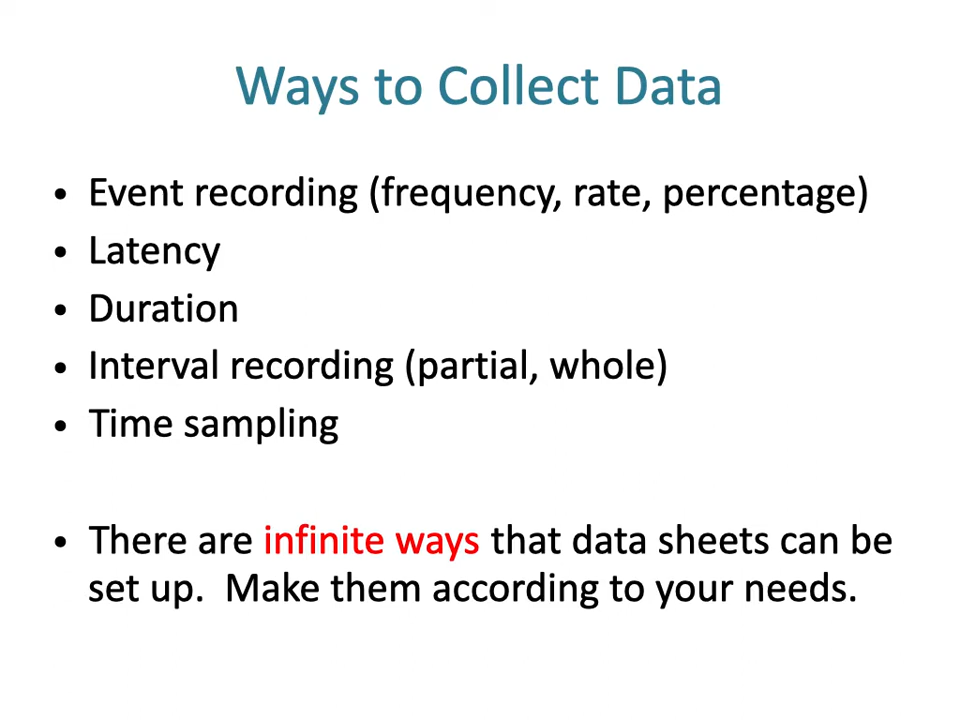 Ways to Collect Data
• Event recording (frequency, rate, percentage)
• Latency
• Duration
• Interval recording (partial, whole)
• Time sampling
• There are infinite ways that data sheets can be
set up.  Make them according to your needs.